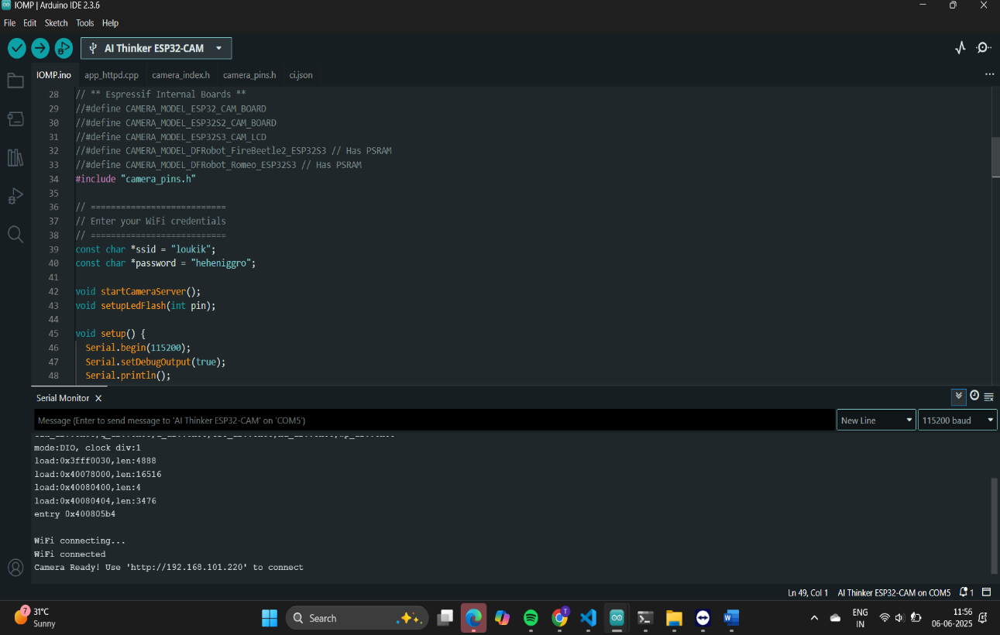 IOMP | Arduino IDE 2.3.6
File Edit Sketch Tools Help
AI Thinker ESP32-CAM
IOMP.ino app_httpd.cpp camera_index.h camera_pins.h ci.json
28 // ** Espressif Internal Boards **
29 //#define CAMERA_MODEL_ESP32_CAM_BOARD
30 //#define CAMERA_MODEL_ESP32S2_CAM_BOARD
31 //#define CAMERA_MODEL_ESP32S3_CAM_LCD
32 //#define CAMERA_MODEL_DFRobot_FireBeetle2_ESP32S3 // Has PSRAM
33 //#define CAMERA_MODEL_DFRobot_Romeo_ESP32S3 // Has PSRAM
34 #include "camera_pins.h"
35
36 // ===========================
37 // Enter your WiFi credentials
38 // ===========================
39 const char *ssid = "loukik";
40 const char *password = "heheniggro";
41
42 void startCameraServer();
43 void setupLedFlash(int pin);
44
45 void setup() {
46 Serial.begin(115200);
47 Serial.setDebugOutput(true);
48 Serial.println();
Serial Monitor
Message (Enter to send message to 'AI Thinker ESP32-CAM' on 'COM5')
New Line
115200 baud
mode:DIO, clock div:1
load:0x3fff0030,len:4888
load:0x40078000,len:16516
load:0x40080400,len:4
load:0x40080404,len:3476
entry 0x400805b4
WiFi connecting...
WiFi connected
Camera Ready! Use 'http://192.168.101.220' to connect
Ln 49, Col 1 AI Thinker ESP32-CAM on COM5 1
7
31°C
Sunny
Search
T
ENG
IN
11:56
06-06-2025